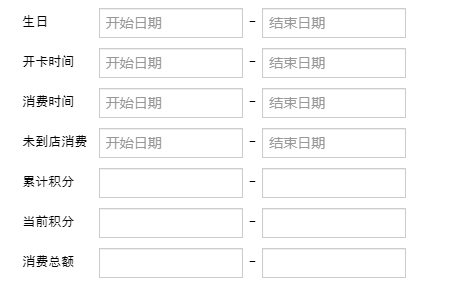 生日 开始日期 - 结束日期
开卡时间 开始日期 - 结束日期
消费时间 开始日期 - 结束日期
未到店消费 开始日期 - 结束日期
累计积分 -
当前积分 -
消费总额 -